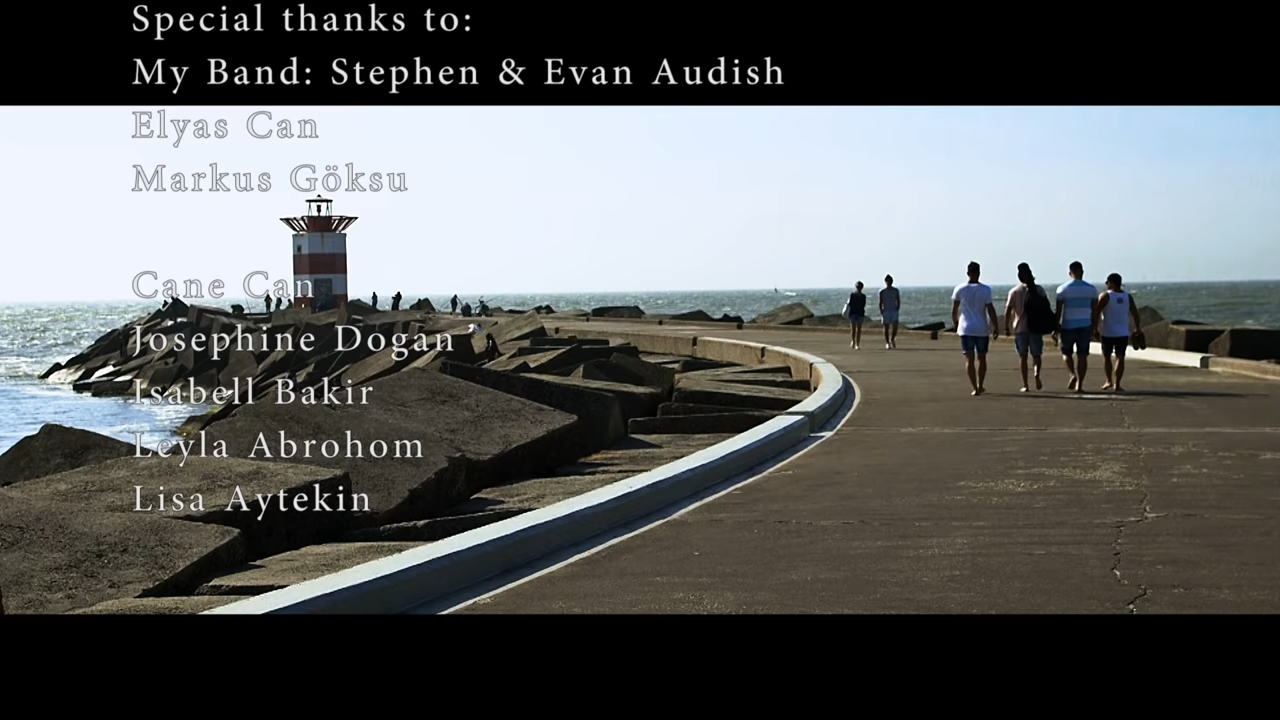 Special thanks to:
My Band: Stephen & Evan Audish
Elyas Can
Markus Göksu
Cane Can
Josephine Dogan
Isabell Bakir
Leyla Abrohom
Lisa Aytekin